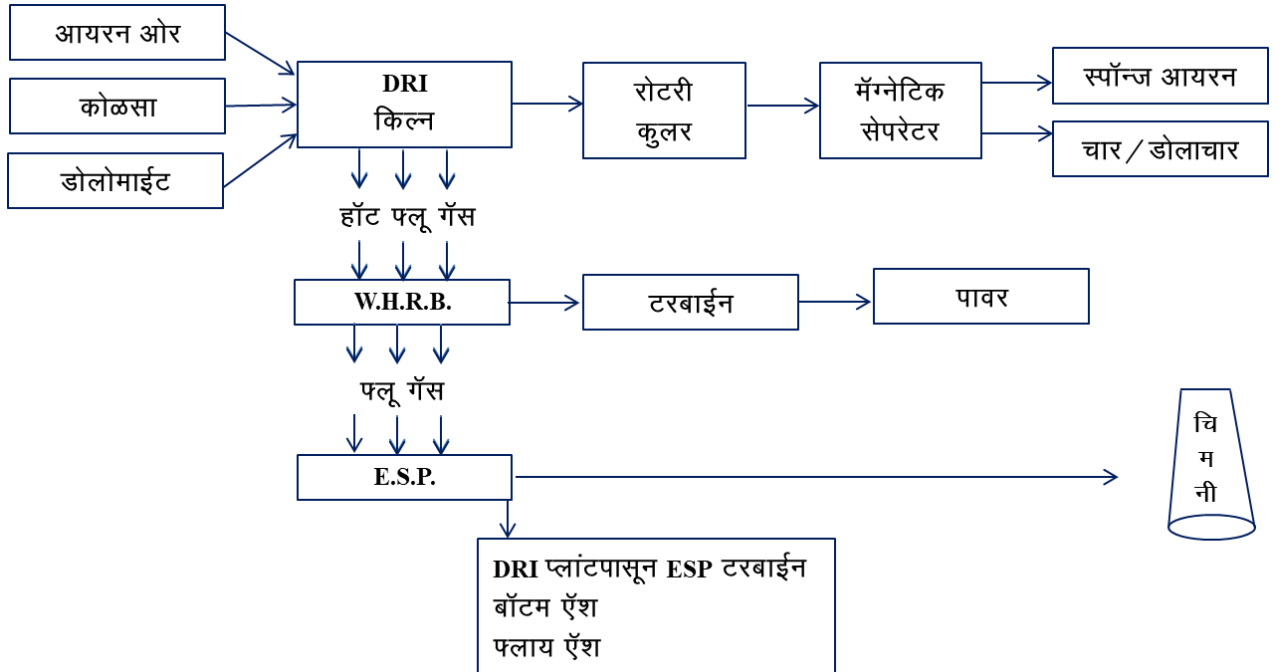 आयरन ओर
कोळसा
डोलोमाईट
DRI
किल्न
रोटरी
कुलर
मॅग्नेटिक
सेपरेटर
स्पॉन्ज आयरन
चार / डोलाचार
हॉट फ्लू गॅस
W.H.R.B.
टरबाईन
पावर
फ्लू गॅस
E.S.P.
चि
म
नी
DRI प्लांटपासून ESP टरबाईन
बॉटम ऍश
फ्लाय ऍश